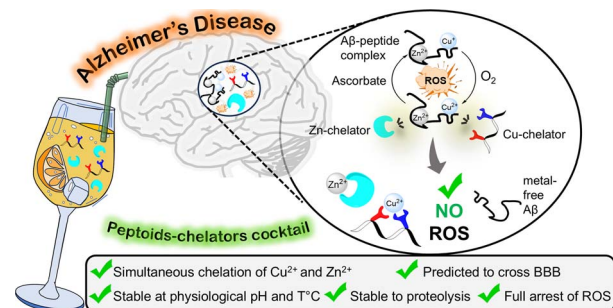 Alzheimer's Disease
Peptoids-chelators cocktail
Aβ-peptide
complex
Zn²⁺
Cu⁺
Ascorbate
ROS
O₂
Zn²⁺
Cu²⁺
Zn-chelator
Cu-chelator
Zn²⁺
Cu²⁺
NO
ROS
metal-
free
Aβ
Simultaneous chelation of Cu²⁺ and Zn²⁺
Predicted to cross BBB
Stable at physiological pH and T°C
Stable to proteolysis
Full arrest of ROS